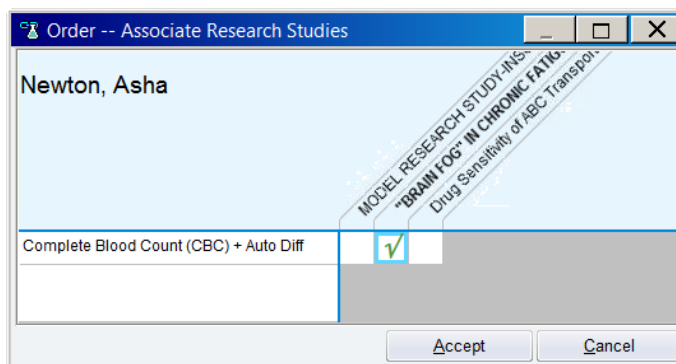 Order -- Associate Research Studies
Newton, Asha
MODEL RESEARCH STUDY-INS
"BRAIN FOG" IN CHRONIC FATIG
Drug Sensitivity of ABC Transport
Complete Blood Count (CBC) + Auto Diff
Accept
Cancel